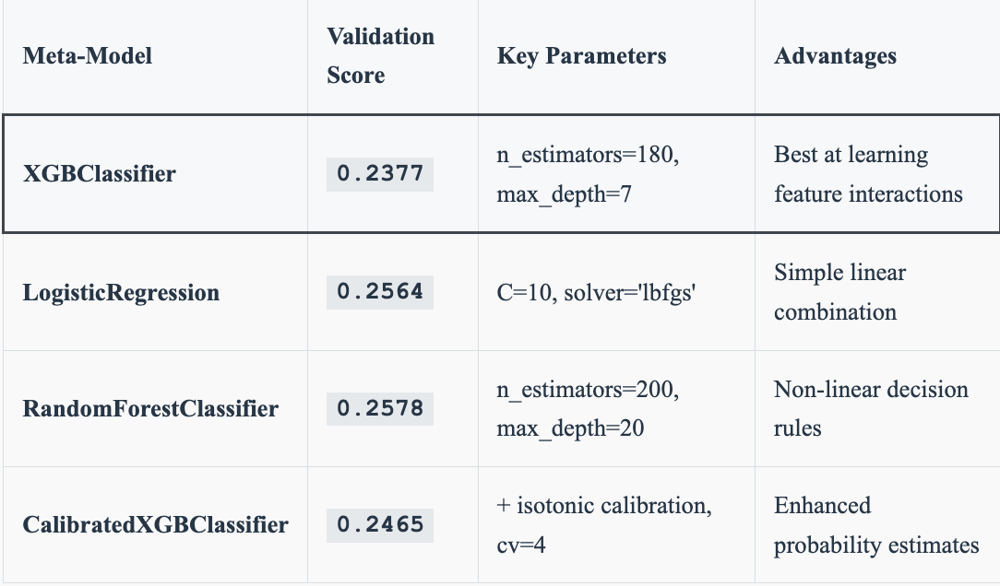 Meta-Model
Validation
Score
Key Parameters
Advantages
XGBClassifier
0.2377
n_estimators=180,
max_depth=7
Best at learning
feature interactions
LogisticRegression
0.2564
C=10, solver='lbfgs'
Simple linear
combination
RandomForestClassifier
0.2578
n_estimators=200,
max_depth=20
Non-linear decision
rules
CalibratedXGBClassifier
0.2465
+ isotonic calibration,
cv=4
Enhanced
probability estimates